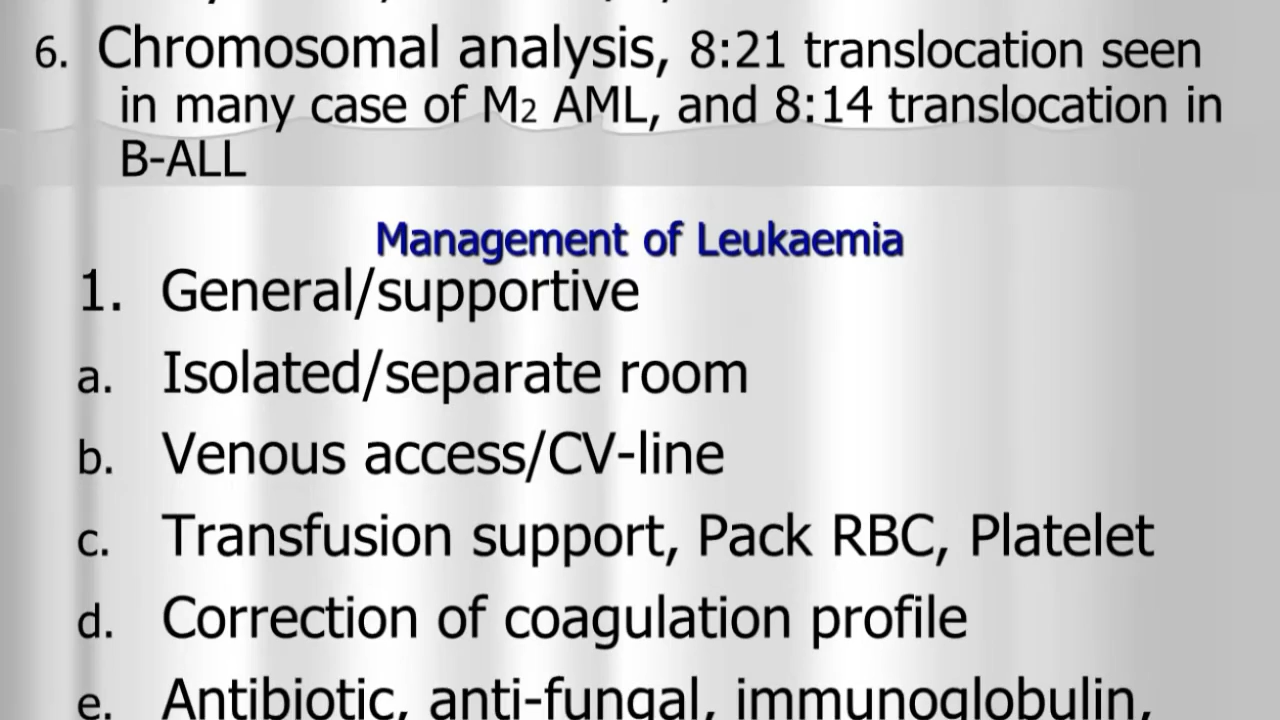 6. Chromosomal analysis, 8:21 translocation seen
in many case of M2 AML, and 8:14 translocation in
B-ALL
Management of Leukaemia
1. General/supportive
a. Isolated/separate room
b. Venous access/CV-line
c. Transfusion support, Pack RBC, Platelet
d. Correction of coagulation profile
e. Antibiotic, anti-fungal, immunoglobulin,